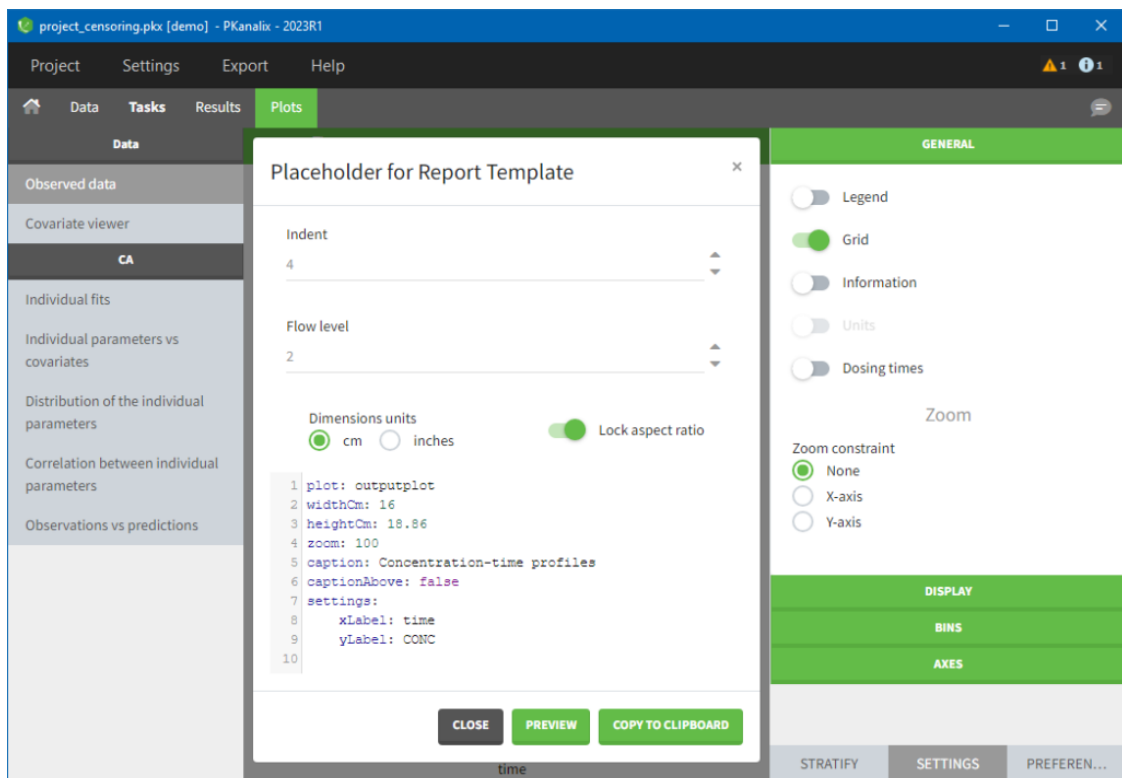 project_censoring.pkx [demo] - PKanalix - 2023R1
Project Settings Export Help
1 1
Data Tasks Results Plots
Data
Observed data
Covariate viewer
CA
Individual fits
Individual parameters vs
covariates
Distribution of the individual
parameters
Correlation between individual
parameters
Observations vs predictions
Placeholder for Report Template
Indent
4
Flow level
2
Dimensions units
cm inches
Lock aspect ratio
1 plot: outputplot
2 widthCm: 16
3 heightCm: 18.86
4 zoom: 100
5 caption: Concentration-time profiles
6 captionAbove: false
7 settings:
8 xLabel: time
9 yLabel: CONC
10
CLOSE PREVIEW COPY TO CLIPBOARD
time
GENERAL
Legend
Grid
Information
Units
Dosing times
Zoom
Zoom constraint
None
X-axis
Y-axis
DISPLAY
BINS
AXES
STRATIFY SETTINGS PREFEREN...